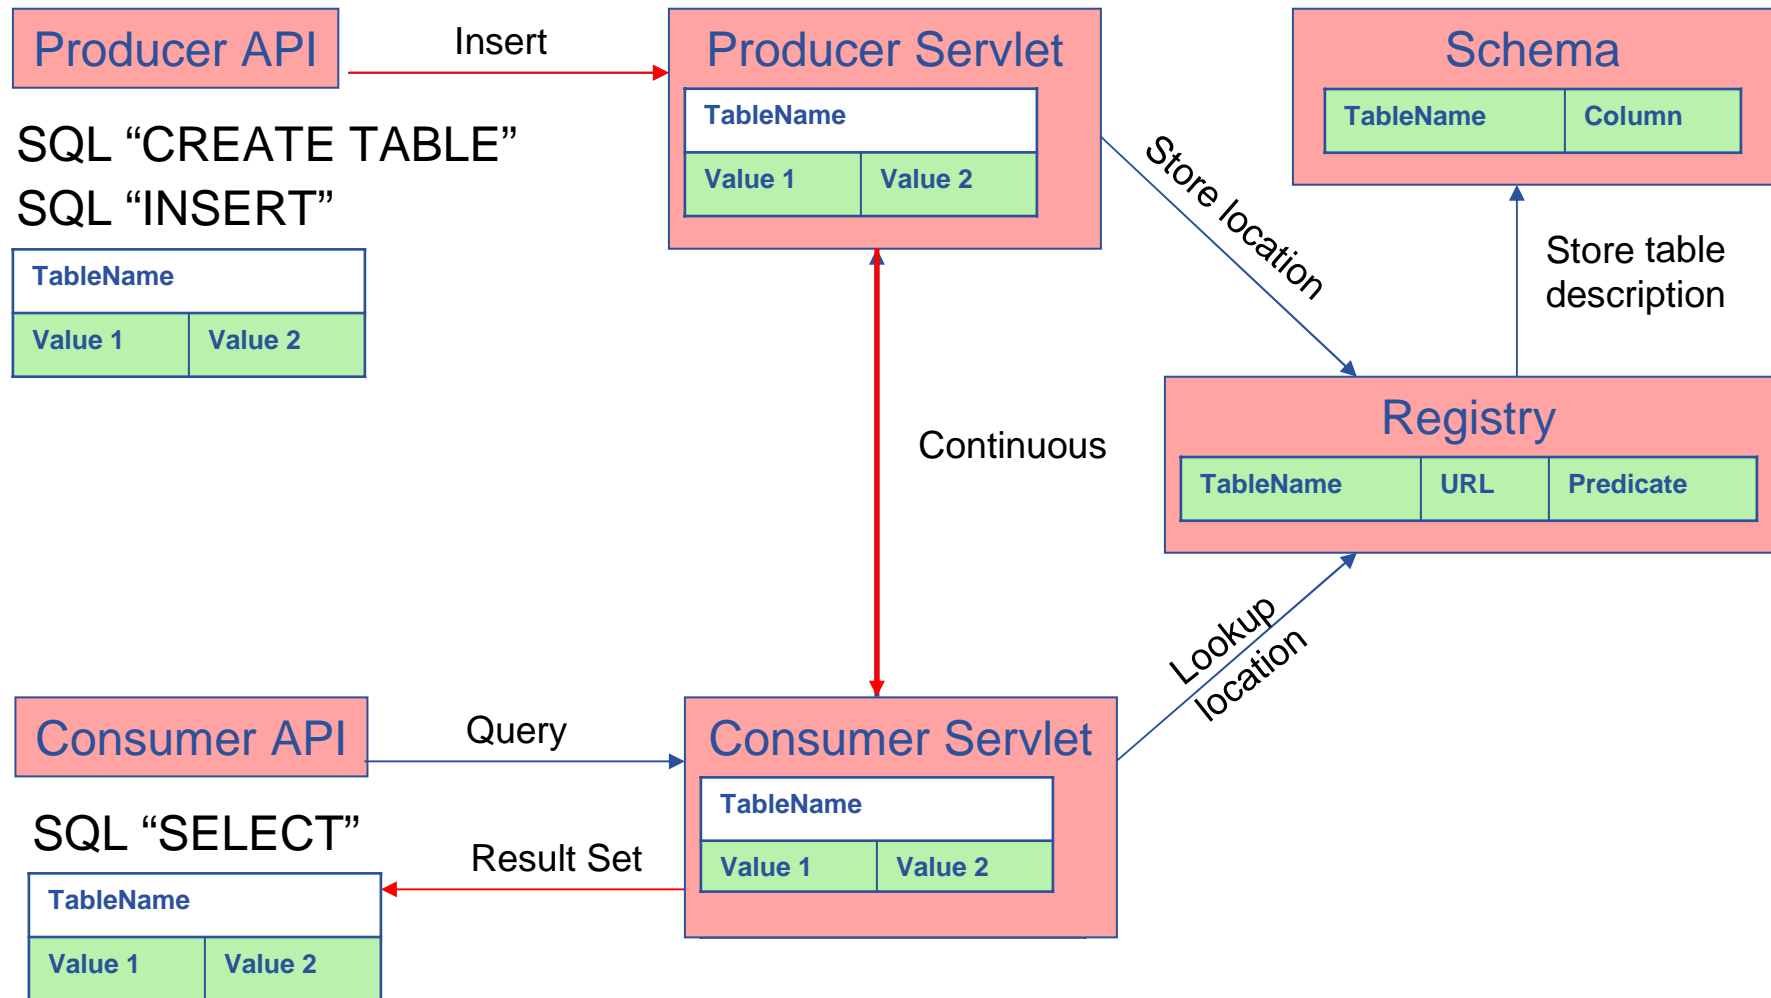 Producer API
Insert
Producer Servlet
TableName
Value 1 Value 2
Schema
TableName Column
SQL “CREATE TABLE”
SQL “INSERT”
TableName
Value 1 Value 2
Store location
Store table
description
Continuous
Registry
TableName URL Predicate
Lookup
location
Consumer API
Query
Consumer Servlet
TableName
Value 1 Value 2
SQL “SELECT”
Result Set
TableName
Value 1 Value 2